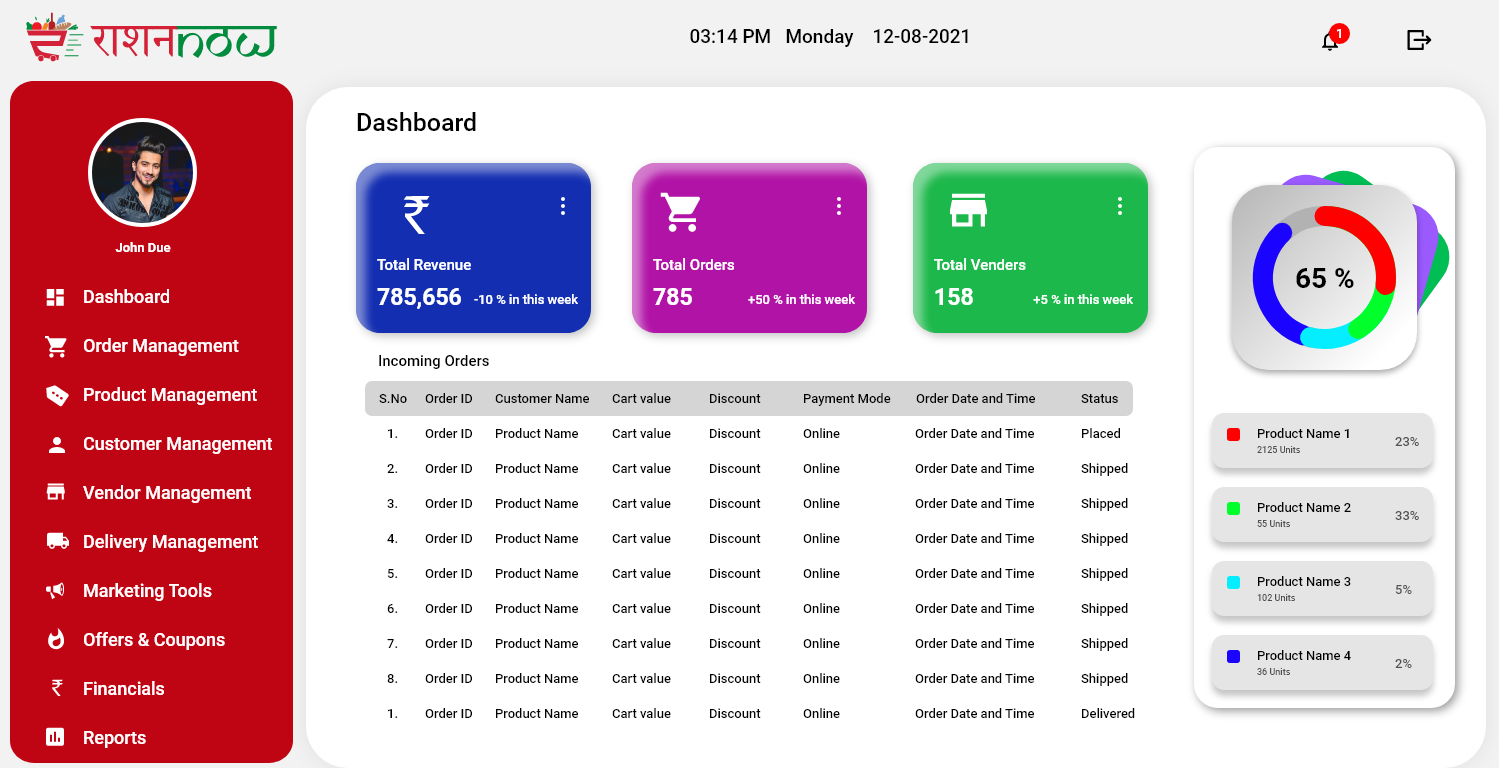 राशनnow
03:14 PM Monday 12-08-2021
1
John Due
Dashboard
Order Management
Product Management
Customer Management
Vendor Management
Delivery Management
Marketing Tools
Offers & Coupons
₹ Financials
Reports
Dashboard
₹
Total Revenue
785,656 -10 % in this week
Total Orders
785 +50 % in this week
Total Venders
158 +5 % in this week
Incoming Orders
S.No Order ID Customer Name Cart value Discount Payment Mode Order Date and Time Status
1. Order ID Product Name Cart value Discount Online Order Date and Time Placed
2. Order ID Product Name Cart value Discount Online Order Date and Time Shipped
3. Order ID Product Name Cart value Discount Online Order Date and Time Shipped
4. Order ID Product Name Cart value Discount Online Order Date and Time Shipped
5. Order ID Product Name Cart value Discount Online Order Date and Time Shipped
6. Order ID Product Name Cart value Discount Online Order Date and Time Shipped
7. Order ID Product Name Cart value Discount Online Order Date and Time Shipped
8. Order ID Product Name Cart value Discount Online Order Date and Time Shipped
1. Order ID Product Name Cart value Discount Online Order Date and Time Delivered
65 %
Product Name 1
2125 Units
23%
Product Name 2
55 Units
33%
Product Name 3
102 Units
5%
Product Name 4
36 Units
2%